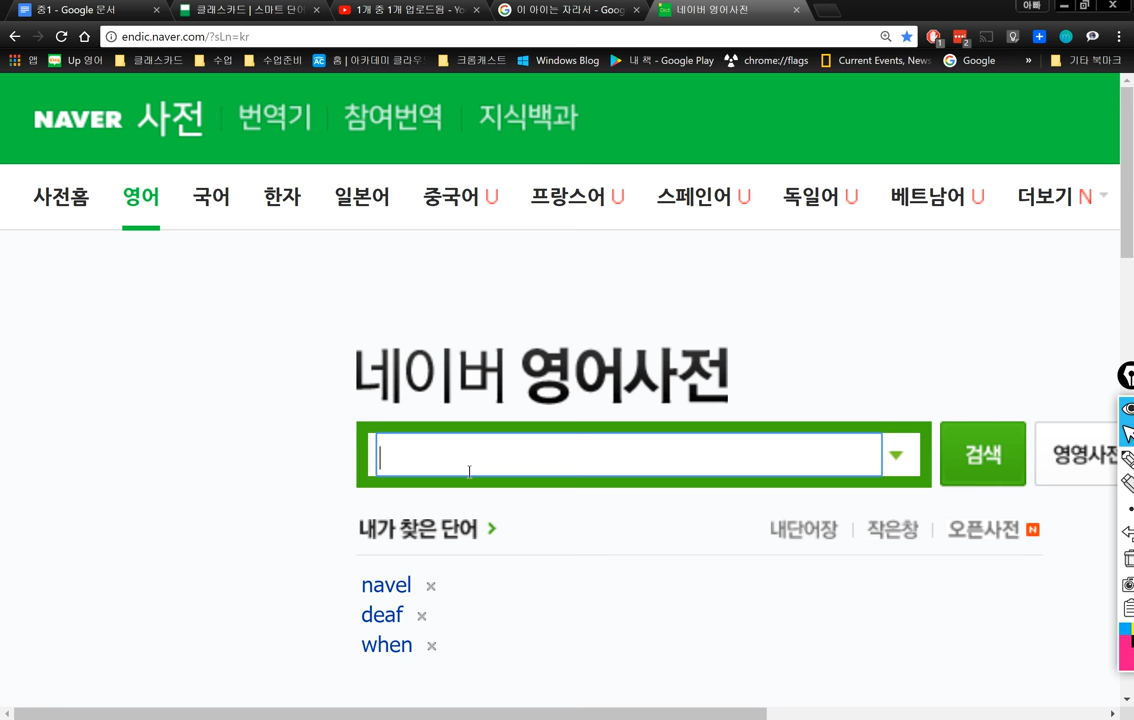 중1 - Google 문서
클래스카드 | 스마트 단어
1개 중 1개 업로드됨 - Yo
이 아이는 자라서 - Goog
네이버 영어사전
아빠
endic.naver.com/?sLn=kr
1
2
앱
Up 영어
클래스카드
수업
수업준비
홈 | 아카데미 클라우
크롬캐스트
Windows Blog
내 책 - Google Play
chrome://flags
Current Events, News
Google
»
기타 북마크
NAVER 사전
번역기
참여번역
지식백과
사전홈
영어
국어
한자
일본어
중국어 U
프랑스어 U
스페인어 U
독일어 U
베트남어 U
더보기 N
네이버 영어사전
검색
영영사전
내가 찾은 단어
내단어장
작은창
오픈사전 N
navel
deaf
when